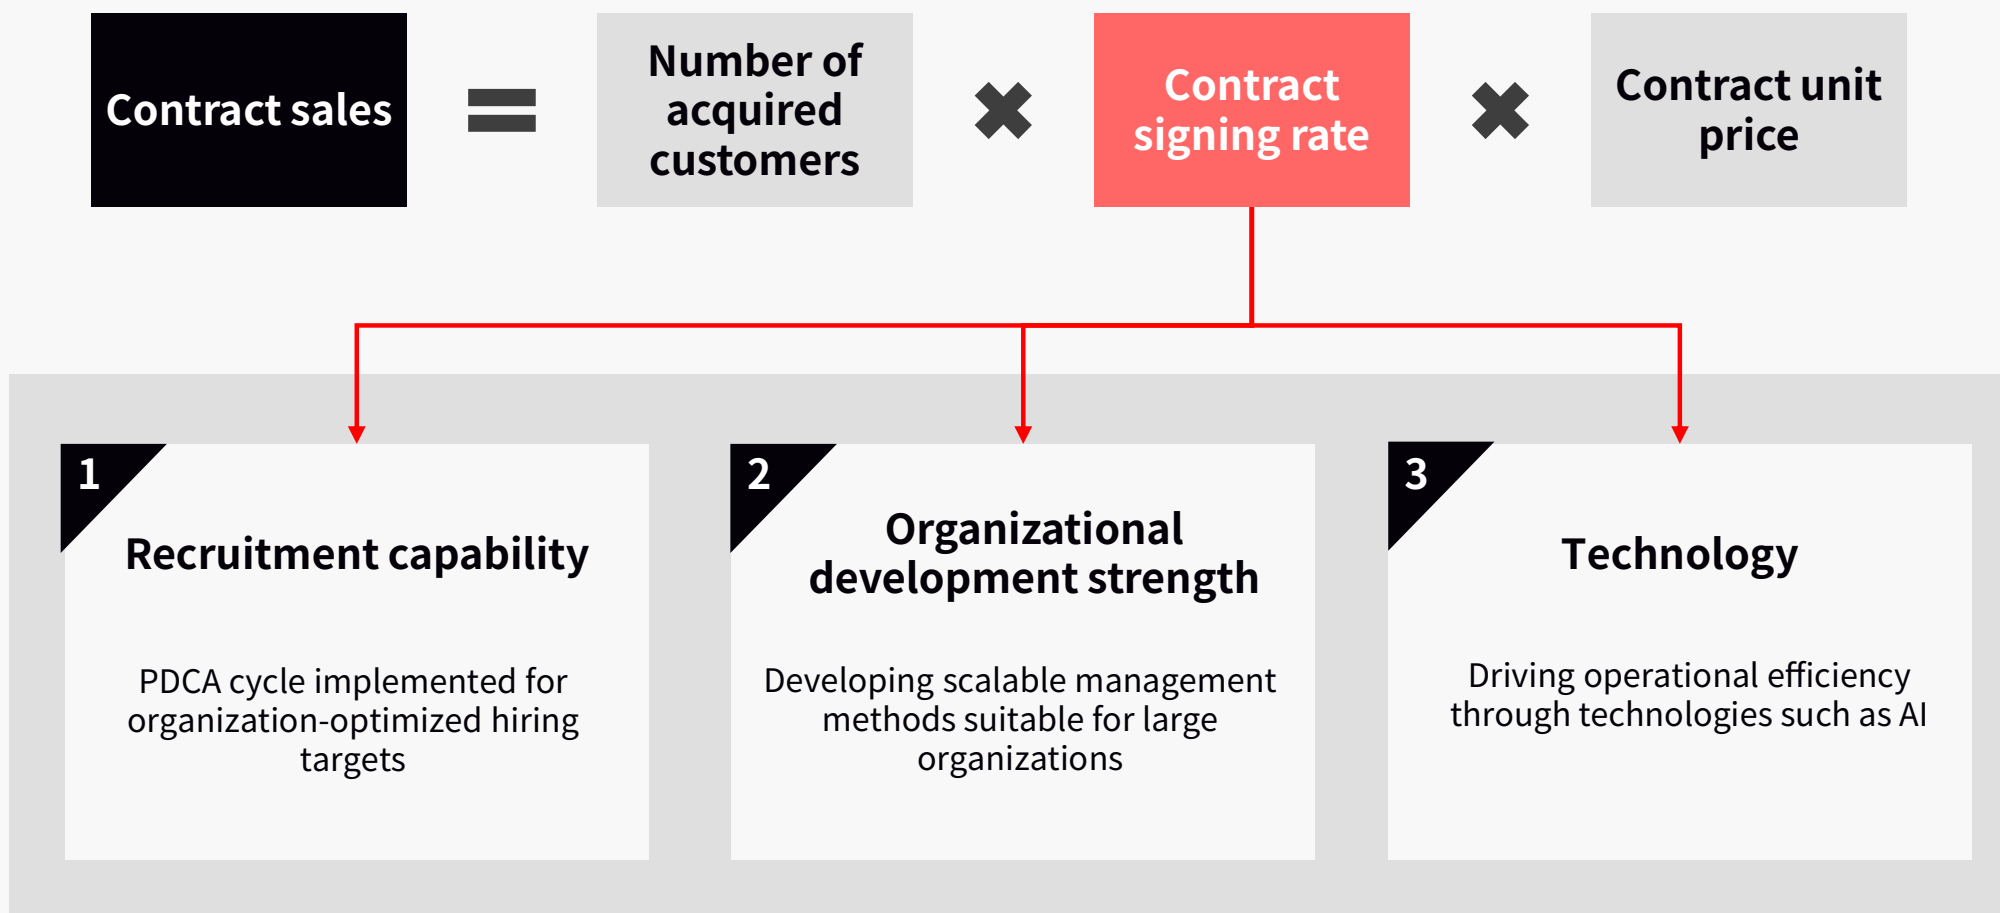 Contract sales
Number of
acquired
customers
Contract
signing rate
Contract unit
price
1
Recruitment capability
PDCA cycle implemented for
organization-optimized hiring
targets
2
Organizational
development strength
Developing scalable management
methods suitable for large
organizations
3
Technology
Driving operational efficiency
through technologies such as AI